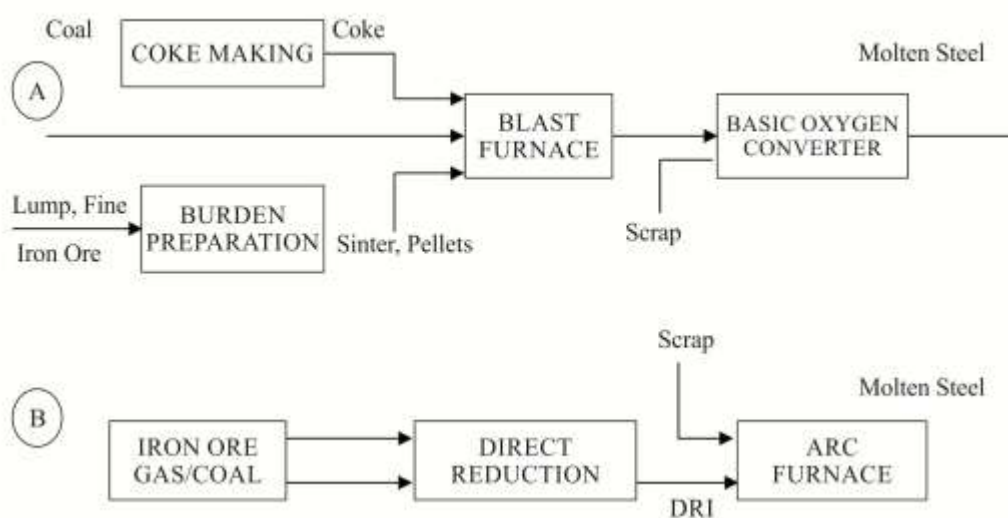 Coal
COKE MAKING
Coke
Molten Steel
A
BLAST
FURNACE
BASIC OXYGEN
CONVERTER
Lump, Fine
Iron Ore
BURDEN
PREPARATION
Sinter, Pellets
Scrap
Scrap
Molten Steel
B
IRON ORE
GAS/COAL
DIRECT
REDUCTION
DRI
ARC
FURNACE